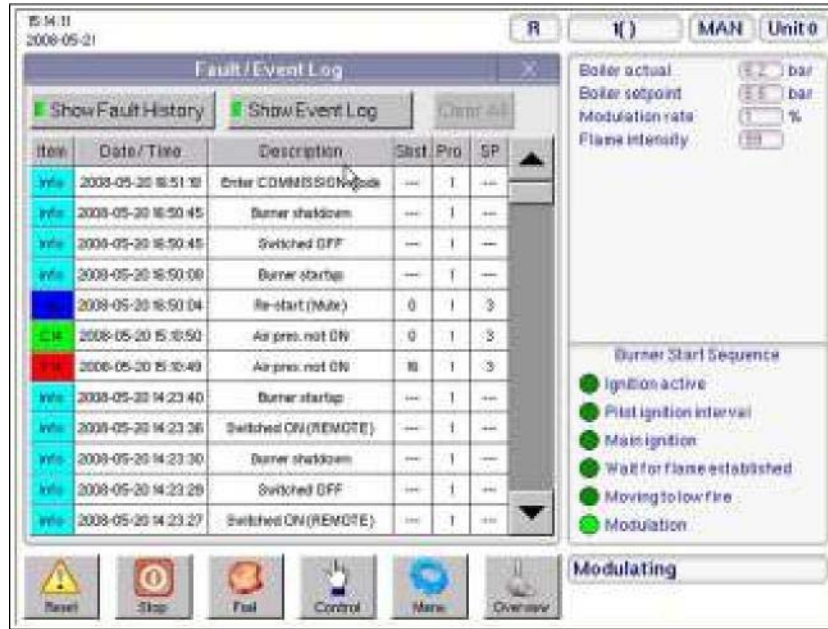 15:14:11
2008-05-21
R
1( )
MAN
Unit 0
Fault / Event Log
X
Show Fault History
Show Event Log
Clear All
Item Date / Time Description Sbst Pro SP
Info 2008-05-20 16:51:19 Enter COMMISSION mode --- 1 ---
Info 2008-05-20 16:50:45 Burner shutdown --- 1 ---
Info 2008-05-20 16:50:45 Switched OFF --- 1 ---
Info 2008-05-20 16:50:09 Burner startup --- 1 ---
2008-05-20 16:50:04 Re-start (Mute) 0 1 3
C14 2008-05-20 15:10:50 Air pres. not ON 0 1 3
2008-05-20 15:10:49 Air pres. not ON 1 3
Info 2008-05-20 14:23:40 Burner startup --- 1 ---
Info 2008-05-20 14:23:36 Switched ON (REMOTE) --- 1 ---
Info 2008-05-20 14:23:30 Burner shutdown --- 1 ---
Info 2008-05-20 14:23:29 Switched OFF --- 1 ---
Info 2008-05-20 14:23:27 Switched ON (REMOTE) --- 1 ---
Boiler actual bar
Boiler setpoint bar
Modulation rate %
Flame intensity
Burner Start Sequence
Ignition active
Pilot ignition interval
Main ignition
Wait for flame established
Moving to low fire
Modulation
Modulating
Reset
Stop
Fuel
Control
Menu
Overview